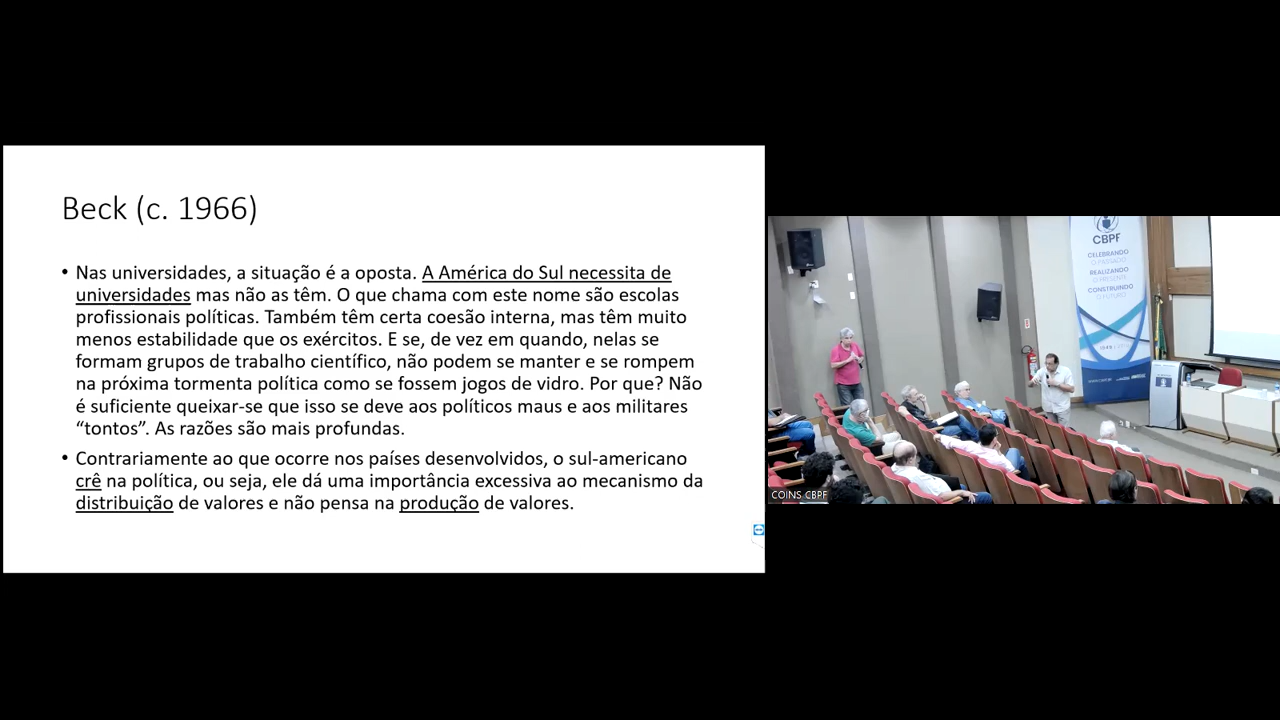 Beck (c. 1966)
• Nas universidades, a situação é a oposta. A América do Sul necessita de
universidades mas não as têm. O que chama com este nome são escolas
profissionais políticas. Também têm certa coesão interna, mas têm muito
menos estabilidade que os exércitos. E se, de vez em quando, nelas se
formam grupos de trabalho científico, não podem se manter e se rompem
na próxima tormenta política como se fossem jogos de vidro. Por que? Não
é suficiente queixar-se que isso se deve aos políticos maus e aos militares
“tontos”. As razões são mais profundas.
• Contrariamente ao que ocorre nos países desenvolvidos, o sul-americano
crê na política, ou seja, ele dá uma importância excessiva ao mecanismo da
distribuição de valores e não pensa na produção de valores.
CBPF
CELEBRANDO
O PASSADO
REALIZANDO
O PRESENTE
CONSTRUINDO
O FUTURO
COINS CBPF